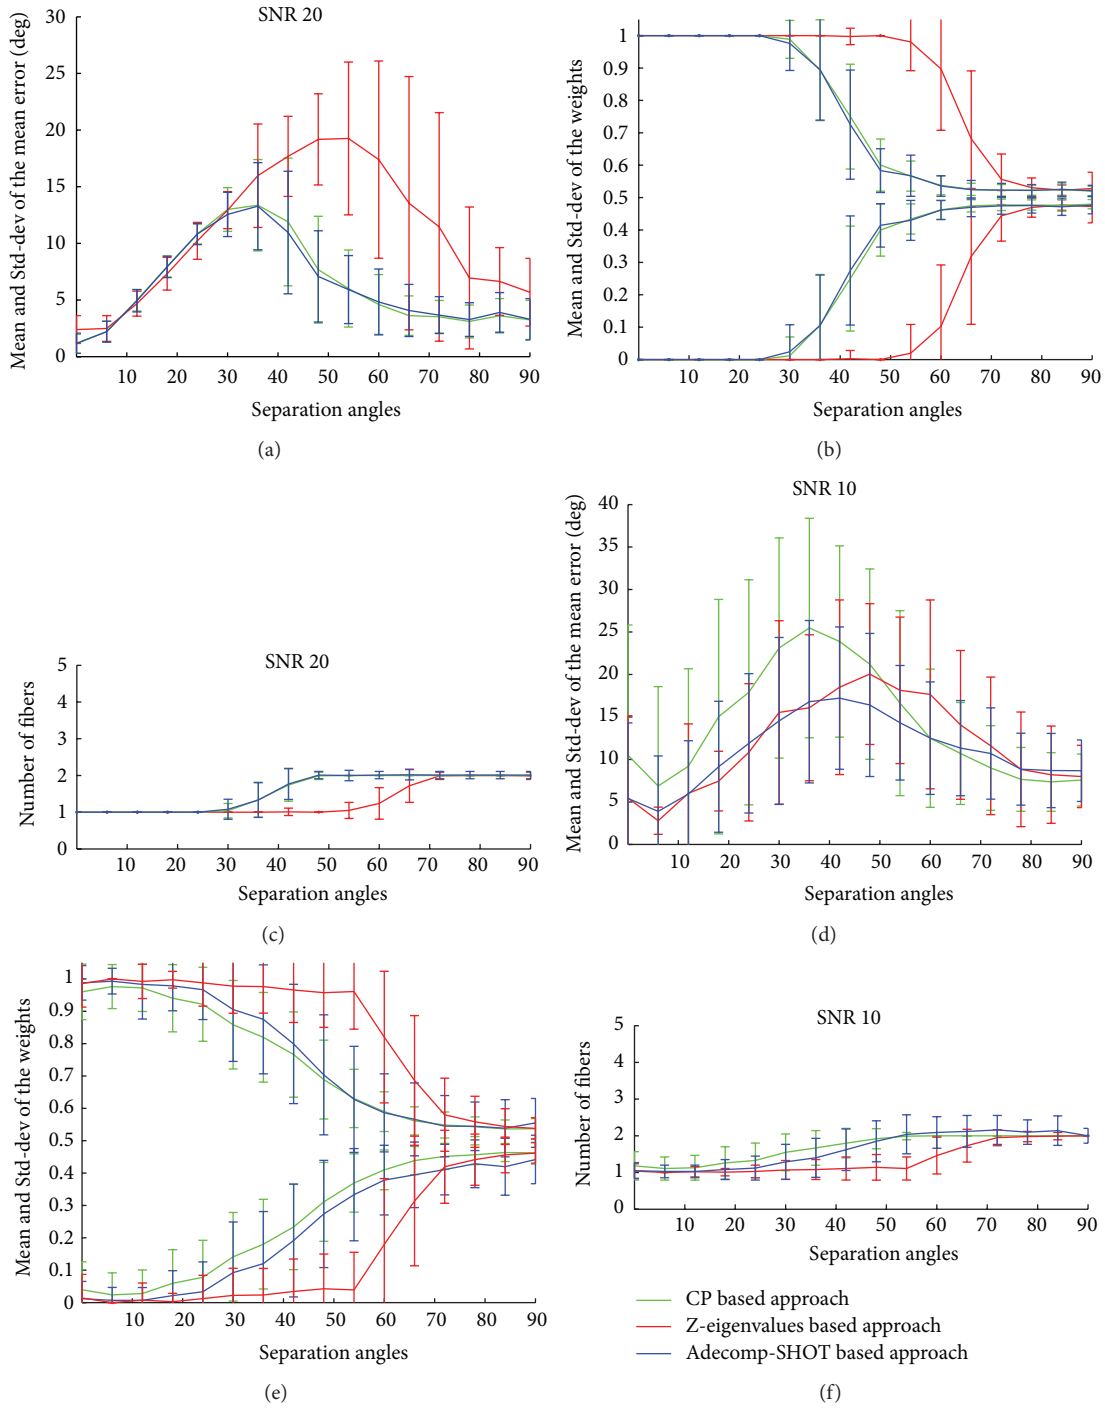 SNR 20
Mean and Std-dev of the mean error (deg)
30
25
20
15
10
5
0
10 20 30 40 50 60 70 80 90
Separation angles
(a)
Mean and Std-dev of the weights
1
0.9
0.8
0.7
0.6
0.5
0.4
0.3
0.2
0.1
0
10 20 30 40 50 60 70 80 90
Separation angles
(b)
SNR 20
Number of fibers
5
4
3
2
1
0
10 20 30 40 50 60 70 80 90
Separation angles
(c)
SNR 10
Mean and Std-dev of the mean error (deg)
40
35
30
25
20
15
10
5
0
10 20 30 40 50 60 70 80 90
Separation angles
(d)
Mean and Std-dev of the weights
1
0.9
0.8
0.7
0.6
0.5
0.4
0.3
0.2
0.1
0
10 20 30 40 50 60 70 80 90
Separation angles
(e)
SNR 10
Number of fibers
5
4
3
2
1
0
10 20 30 40 50 60 70 80 90
Separation angles
CP based approach
Z-eigenvalues based approach
Adecomp-SHOT based approach
(f)